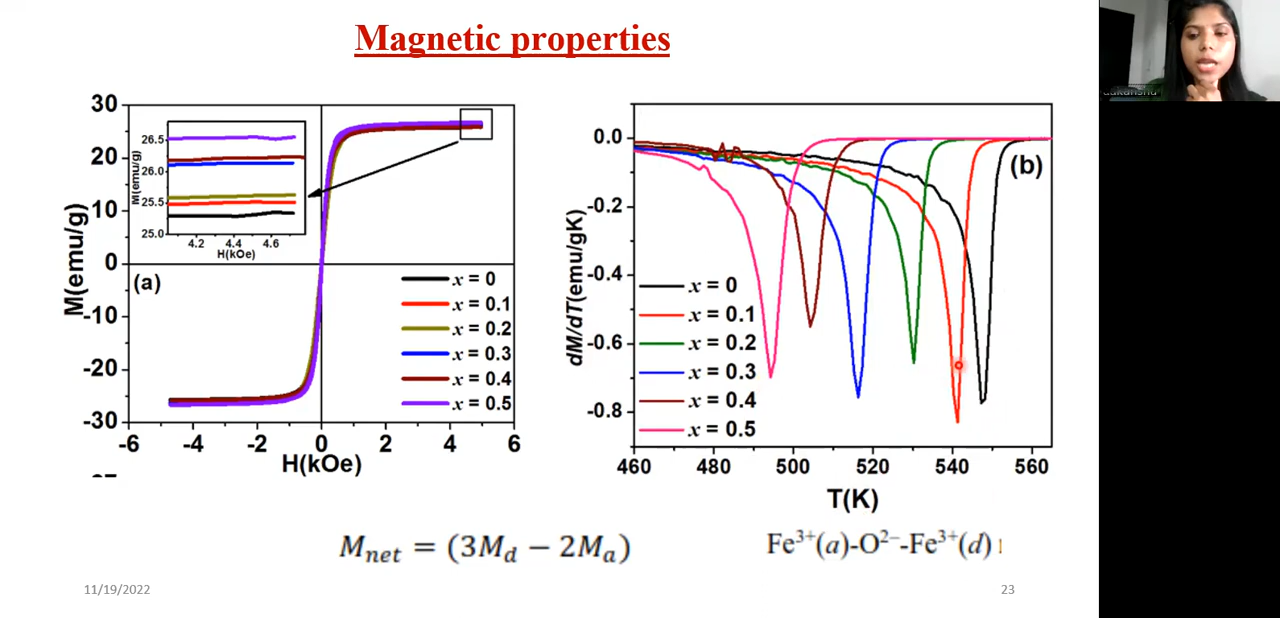 Magnetic properties
30
20
10
0
-10
-20
-30
-6
-4
-2
0
2
4
6
M(emu/g)
H(kOe)
(a)
26.5
26.0
25.5
25.0
4.2
4.4
4.6
M(emu/g)
H(kOe)
x = 0
x = 0.1
x = 0.2
x = 0.3
x = 0.4
x = 0.5
0.0
-0.2
-0.4
-0.6
-0.8
460
480
500
520
540
560
dM/dT(emu/gK)
T(K)
(b)
x = 0
x = 0.1
x = 0.2
x = 0.3
x = 0.4
x = 0.5
Mₙₑₜ = (3M_d − 2Mₐ)
Fe³⁺(a)-O²⁻-Fe³⁺(d)
11/19/2022
23